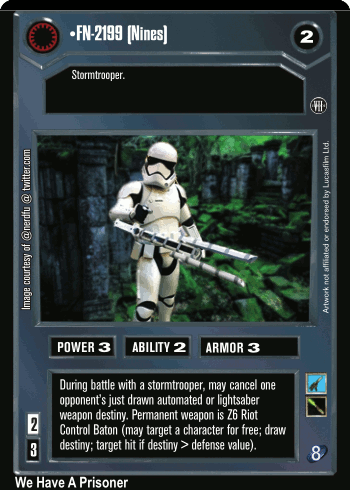 •FN-2199 (Nines)
2
Stormtrooper.
VII
Image courtesy of @nerdfu @ twitter.com
Artwork not affiliated or endorsed by Lucasfilm Ltd.
POWER 3 ABILITY 2 ARMOR 3
During battle with a stormtrooper, may cancel one
opponent's just drawn automated or lightsaber
weapon destiny. Permanent weapon is Z6 Riot
Control Baton (may target a character for free; draw
destiny; target hit if destiny > defense value).
2
3
8
We Have A Prisoner